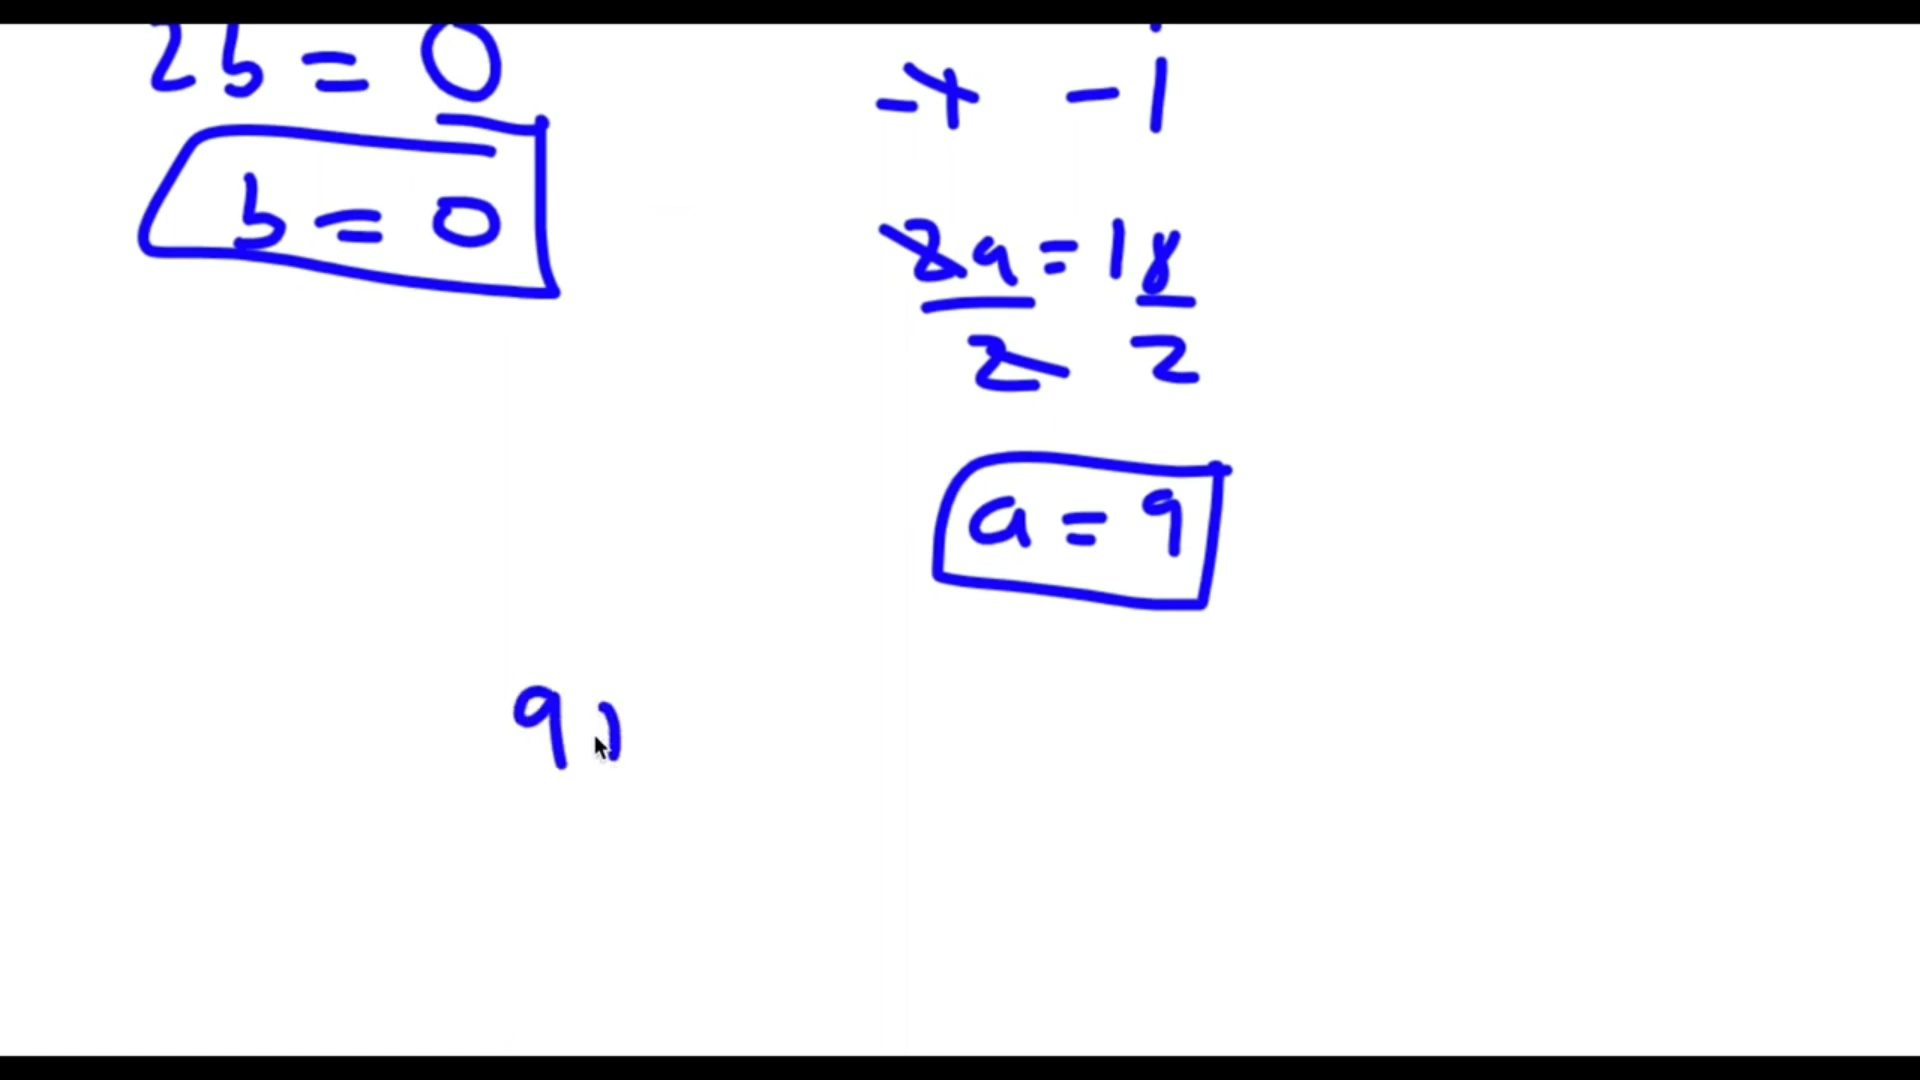 2b = 0
b = 0
-4 -1
2a = 18
2 2
a = 9
9